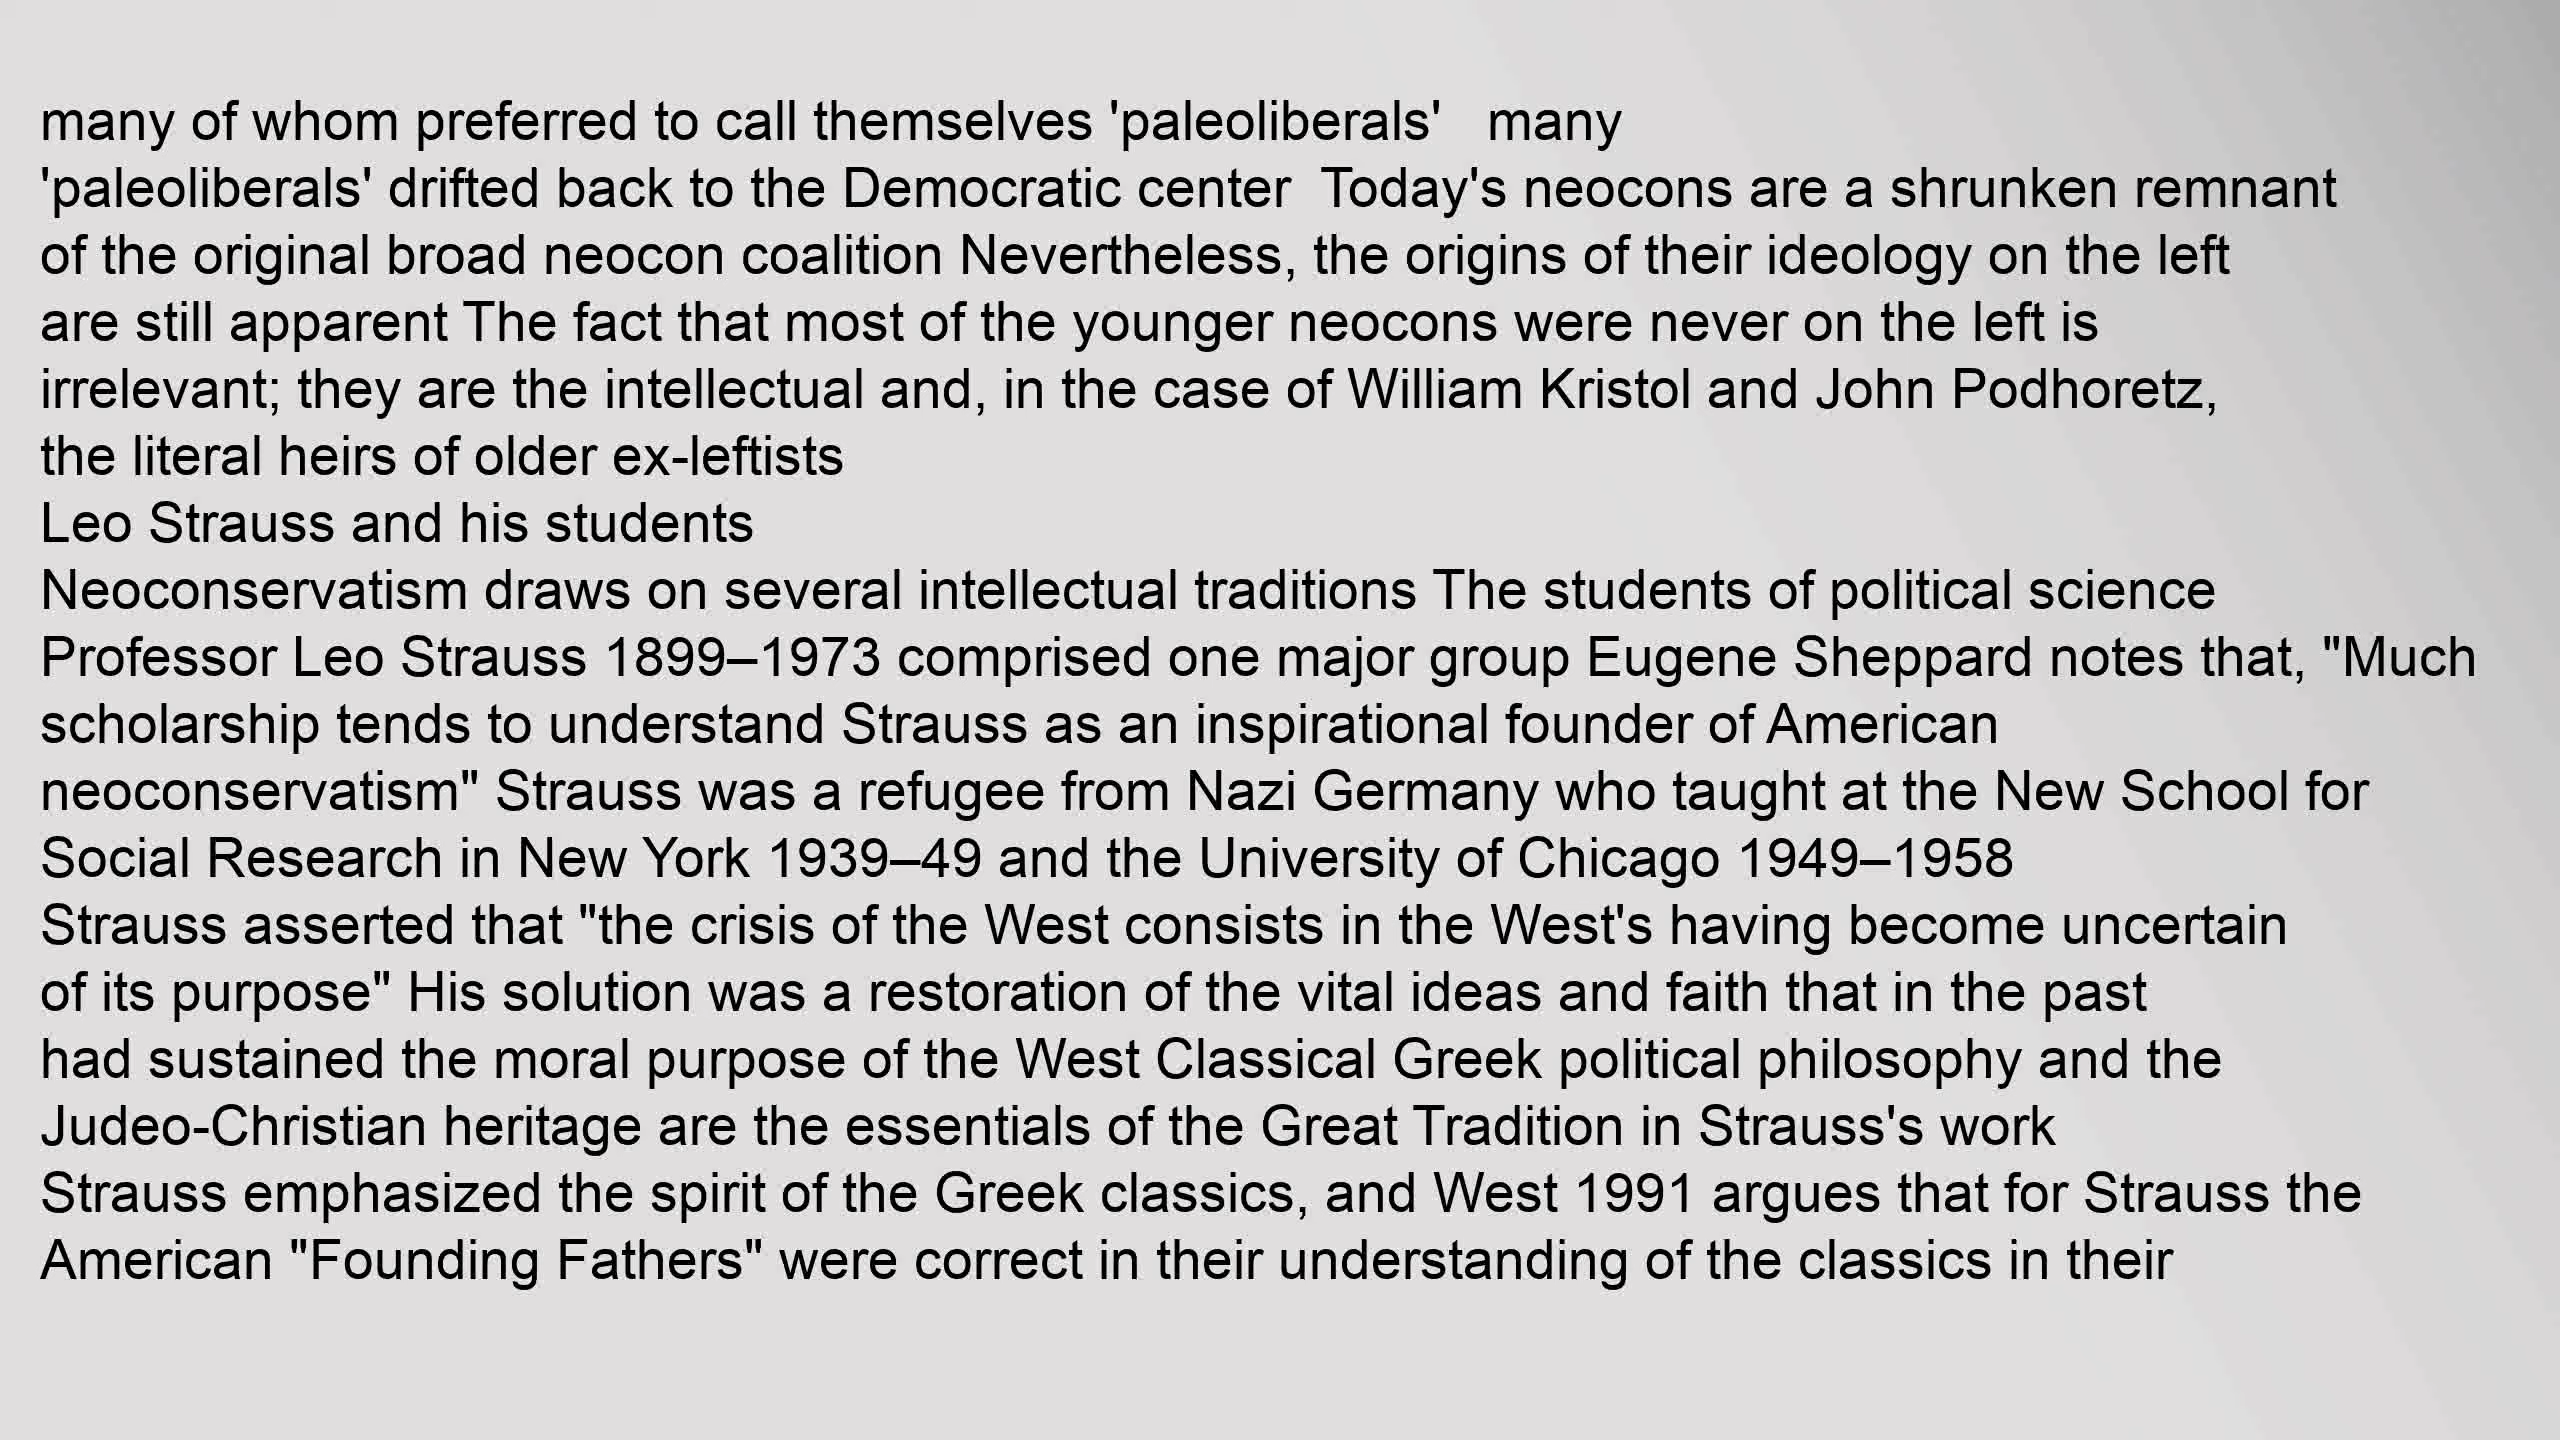 many of whom preferred to call themselves 'paleoliberals'   many
'paleoliberals' drifted back to the Democratic center  Today's neocons are a shrunken remnant
of the original broad neocon coalition Nevertheless, the origins of their ideology on the left
are still apparent The fact that most of the younger neocons were never on the left is
irrelevant; they are the intellectual and, in the case of William Kristol and John Podhoretz,
the literal heirs of older ex-leftists
Leo Strauss and his students
Neoconservatism draws on several intellectual traditions The students of political science
Professor Leo Strauss 1899–1973 comprised one major group Eugene Sheppard notes that, "Much
scholarship tends to understand Strauss as an inspirational founder of American
neoconservatism" Strauss was a refugee from Nazi Germany who taught at the New School for
Social Research in New York 1939–49 and the University of Chicago 1949–1958
Strauss asserted that "the crisis of the West consists in the West's having become uncertain
of its purpose" His solution was a restoration of the vital ideas and faith that in the past
had sustained the moral purpose of the West Classical Greek political philosophy and the
Judeo-Christian heritage are the essentials of the Great Tradition in Strauss's work
Strauss emphasized the spirit of the Greek classics, and West 1991 argues that for Strauss the
American "Founding Fathers" were correct in their understanding of the classics in their